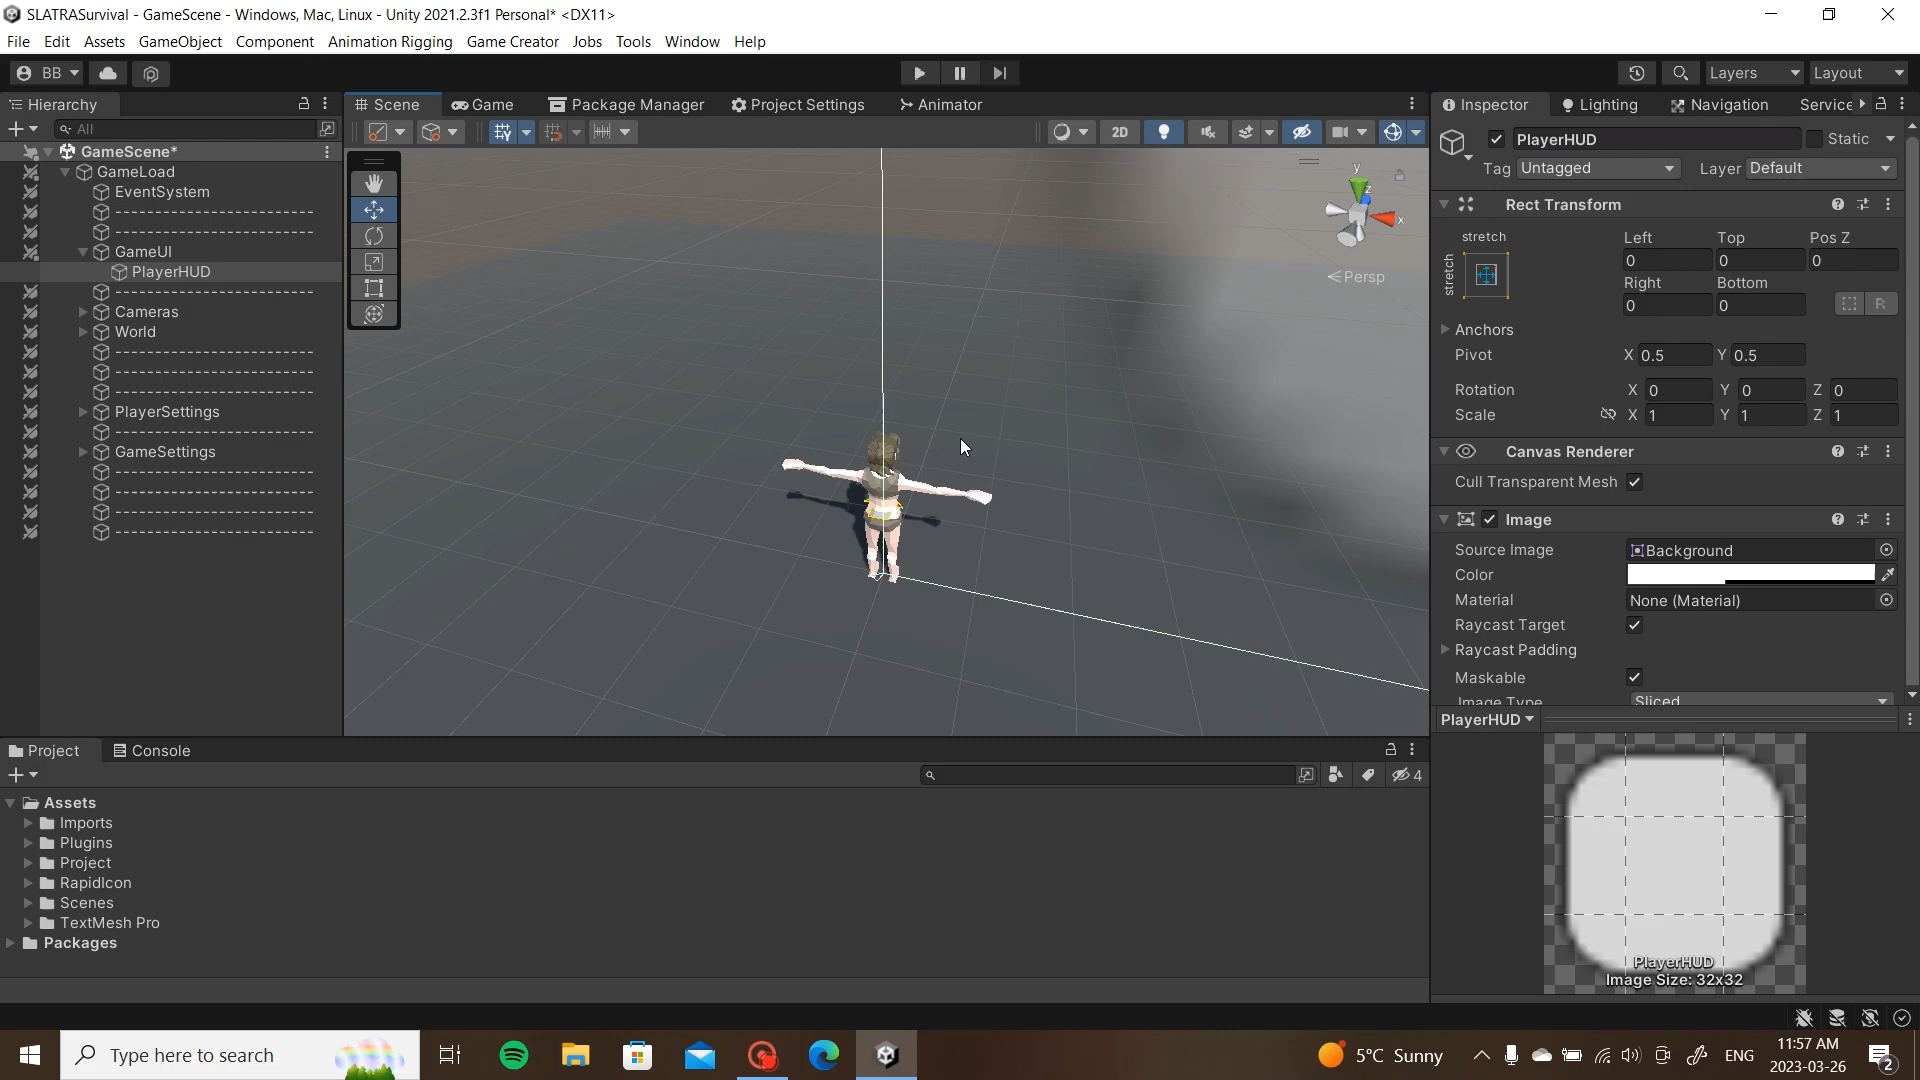 SLATRASurvival - GameScene - Windows, Mac, Linux - Unity 2021.2.3f1 Personal* <DX11>
File Edit Assets GameObject Component Animation Rigging Game Creator Jobs Tools Window Help
BB Layers Layout
Hierarchy Scene Game Package Manager Project Settings Animator Inspector Lighting Navigation Service
All 2D
GameScene* PlayerHUD Static
GameLoad Tag Untagged Layer Default
EventSystem
Rect Transform
GameUI
PlayerHUD
Cameras
World
PlayerSettings
GameSettings
y
z
x
Persp
stretch Left Top Pos Z
stretch 0 0 0
Right Bottom
0 0 R
Anchors
Pivot X 0.5 Y 0.5
Rotation X 0 Y 0 Z 0
Scale X 1 Y 1 Z 1
Canvas Renderer
Cull Transparent Mesh
Image
Source Image Background
Color
Material None (Material)
Raycast Target
Raycast Padding
Maskable
Image Type Sliced
PlayerHUD
PlayerHUD
Image Size: 32x32
Project Console
4
Assets
Imports
Plugins
Project
RapidIcon
Scenes
TextMesh Pro
Packages
Type here to search 5°C Sunny ENG 11:57 AM
2023-03-26 2